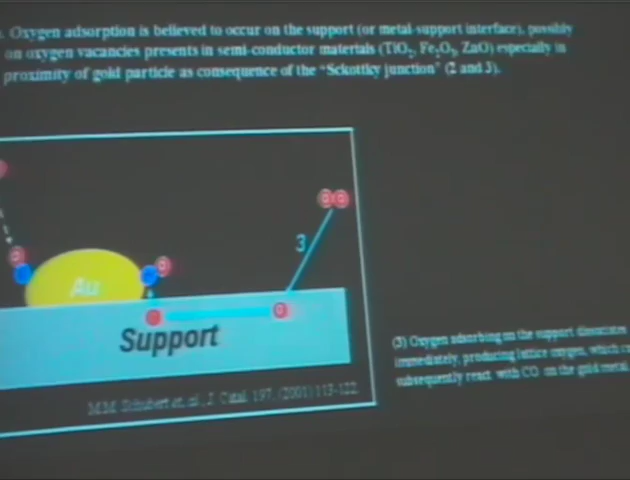 . Oxygen adsorption is believed to occur on the support (or metal-support interface), possibly
on oxygen vacancies presents in semi-conductor materials (TiO₂, Fe₂O₃, ZnO) especially in
proximity of gold particle as consequence of the "Sckottky junction" (2 and 3).
O O
3
O
O
Au
O
Support
(3) Oxygen adsorbing on the support dissociates
immediately, producing lattice oxygen, which
subsequently react with CO on the gold metal
M.M. Schubert et. al., J. Catal. 197, (2001) 113-122